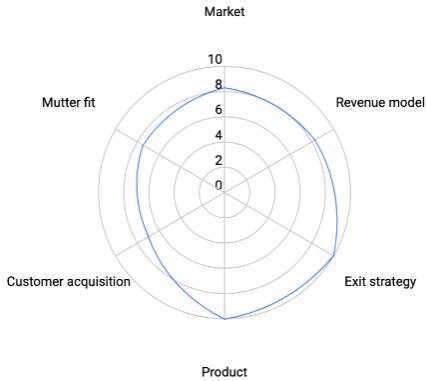 Market
10
8
6
4
2
0
Mutter fit
Revenue model
Customer acquisition
Exit strategy
Product